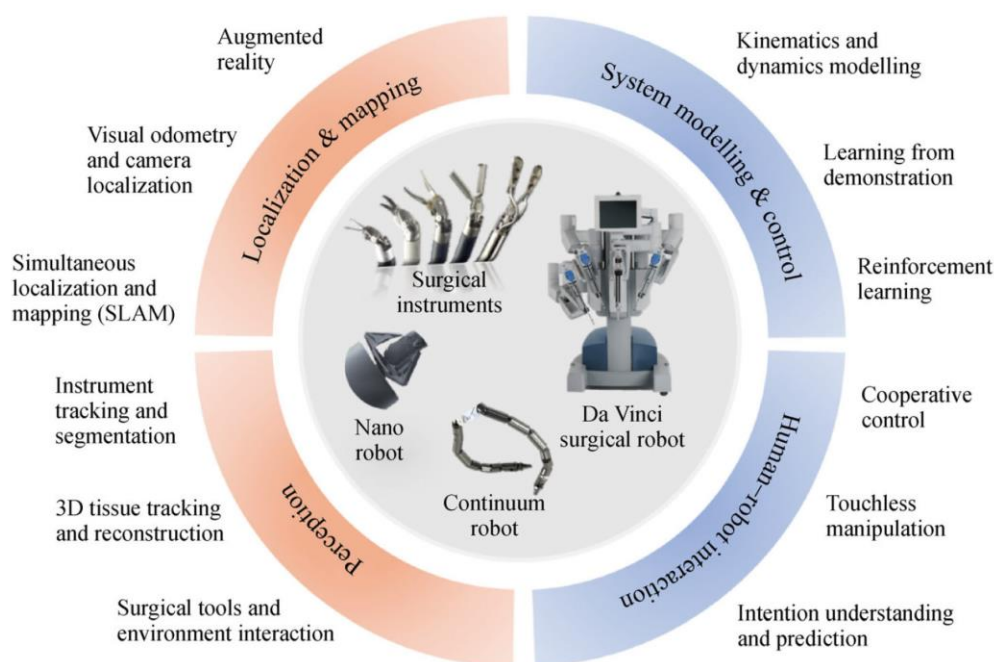 Augmented
reality
Visual odometry
and camera
localization
Simultaneous
localization and
mapping (SLAM)
Localization & mapping
Kinematics and
dynamics modelling
Learning from
demonstration
Reinforcement
learning
System modelling & control
Surgical
instruments
Nano
robot
Continuum
robot
Da Vinci
surgical robot
Instrument
tracking and
segmentation
3D tissue tracking
and reconstruction
Surgical tools and
environment interaction
Perception
Cooperative
control
Touchless
manipulation
Intention understanding
and prediction
Human–robot interaction